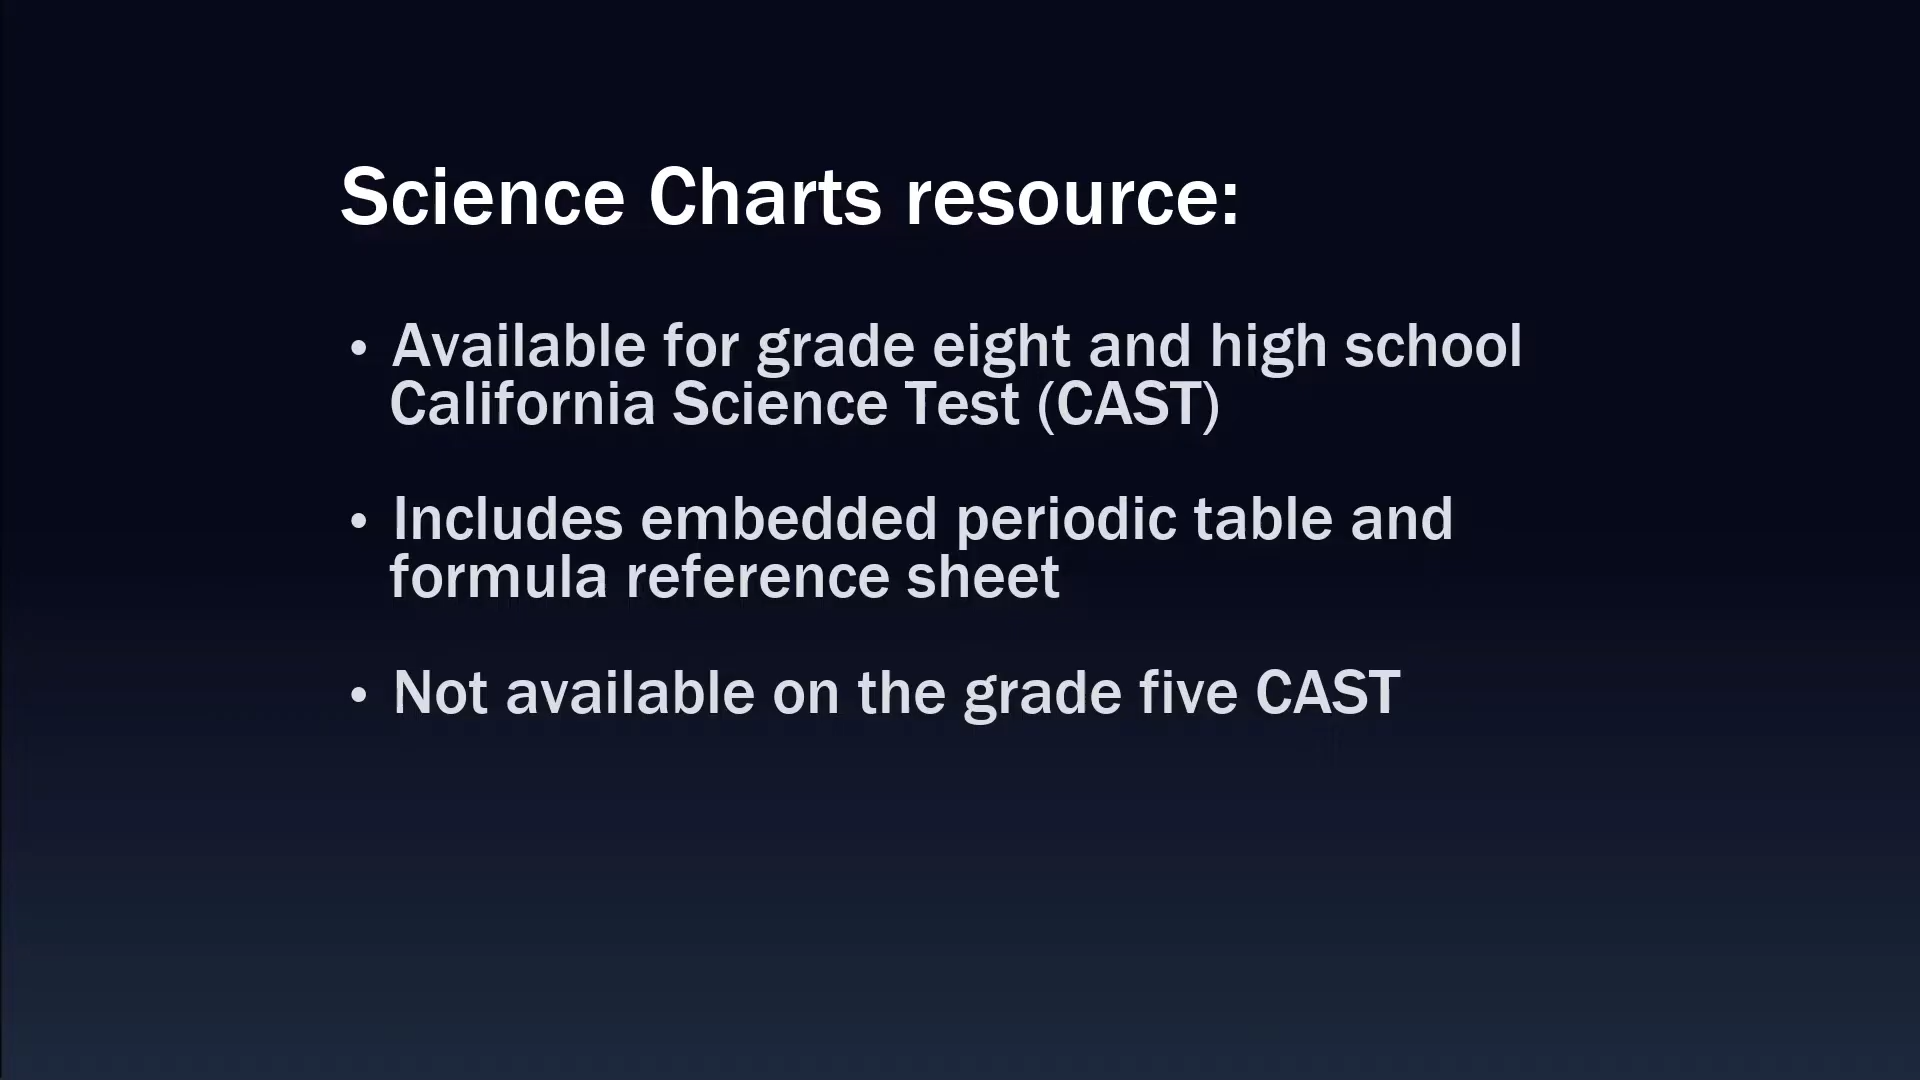 Science Charts resource:
• Available for grade eight and high school
California Science Test (CAST)
• Includes embedded periodic table and
formula reference sheet
• Not available on the grade five CAST